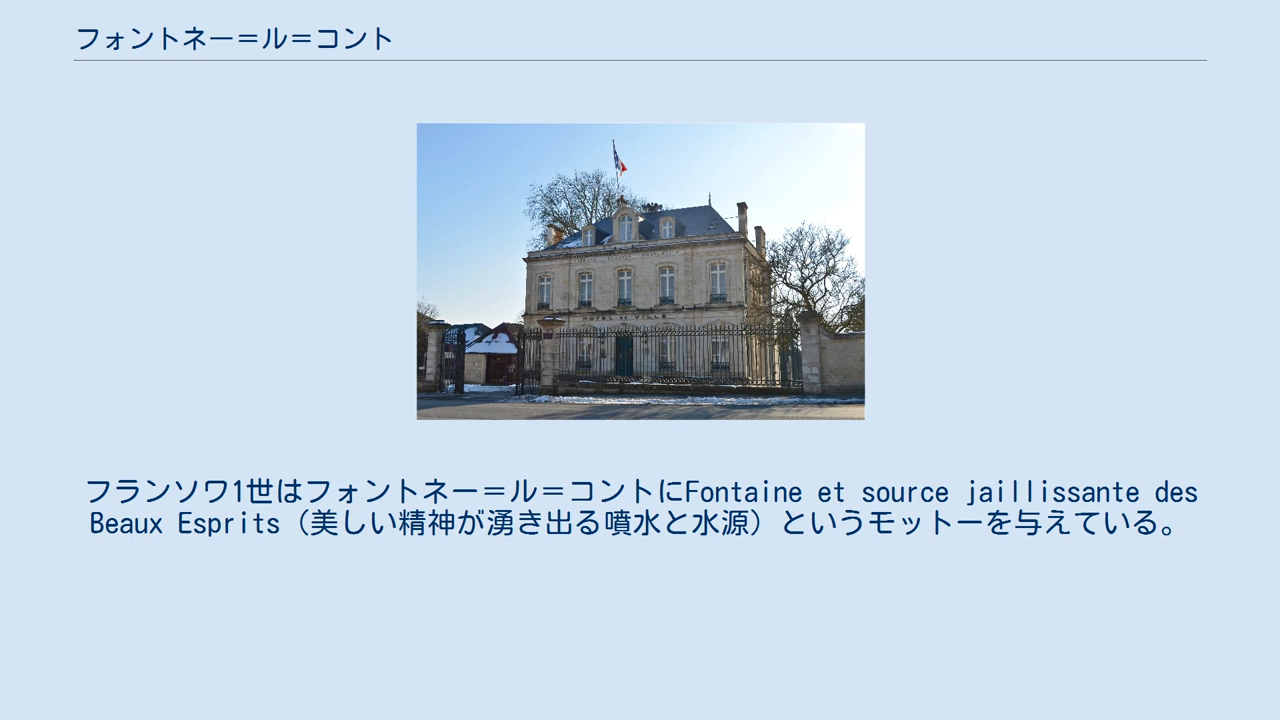 フォントネー＝ル＝コント
HOTEL DE VILLE
フランソワ1世はフォントネー＝ル＝コントにFontaine et source jaillissante des
Beaux Esprits（美しい精神が湧き出る噴水と水源）というモットーを与えている。